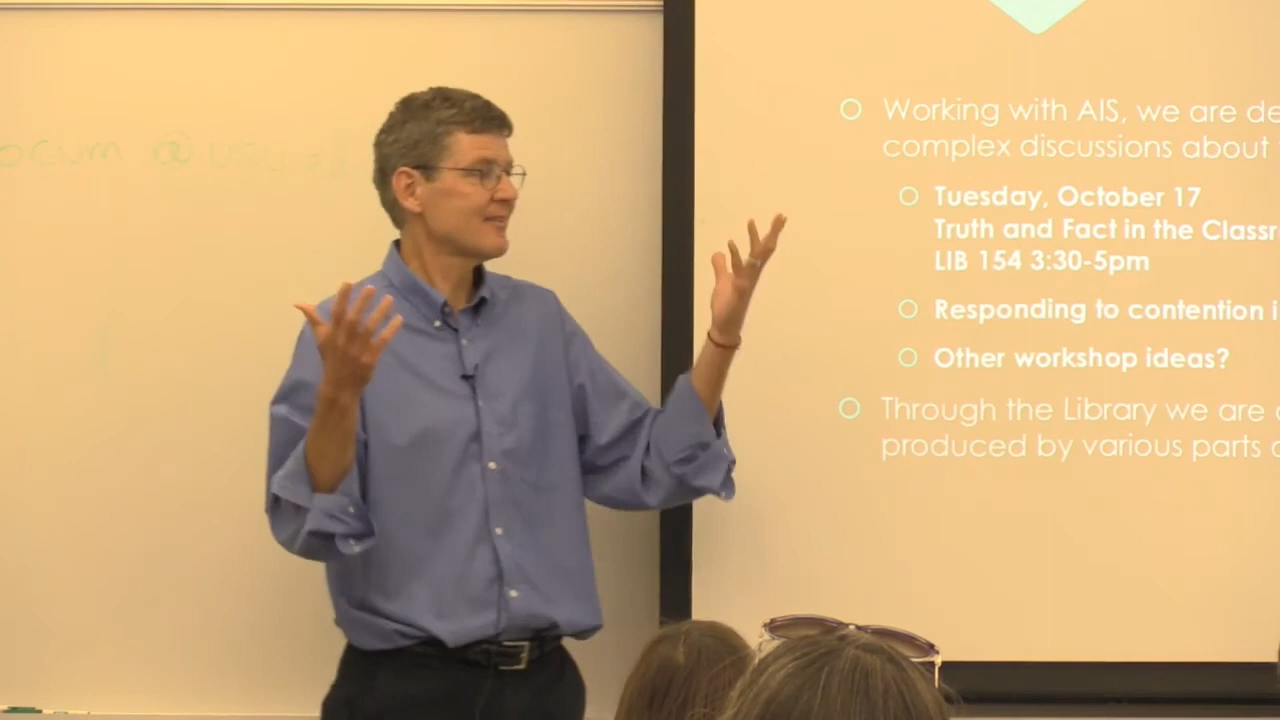 Working with AIS, we are de
complex discussions about
Tuesday, October 17
Truth and Fact in the Classr
LIB 154 3:30-5pm
Responding to contention i
Other workshop ideas?
Through the Library we are
produced by various parts